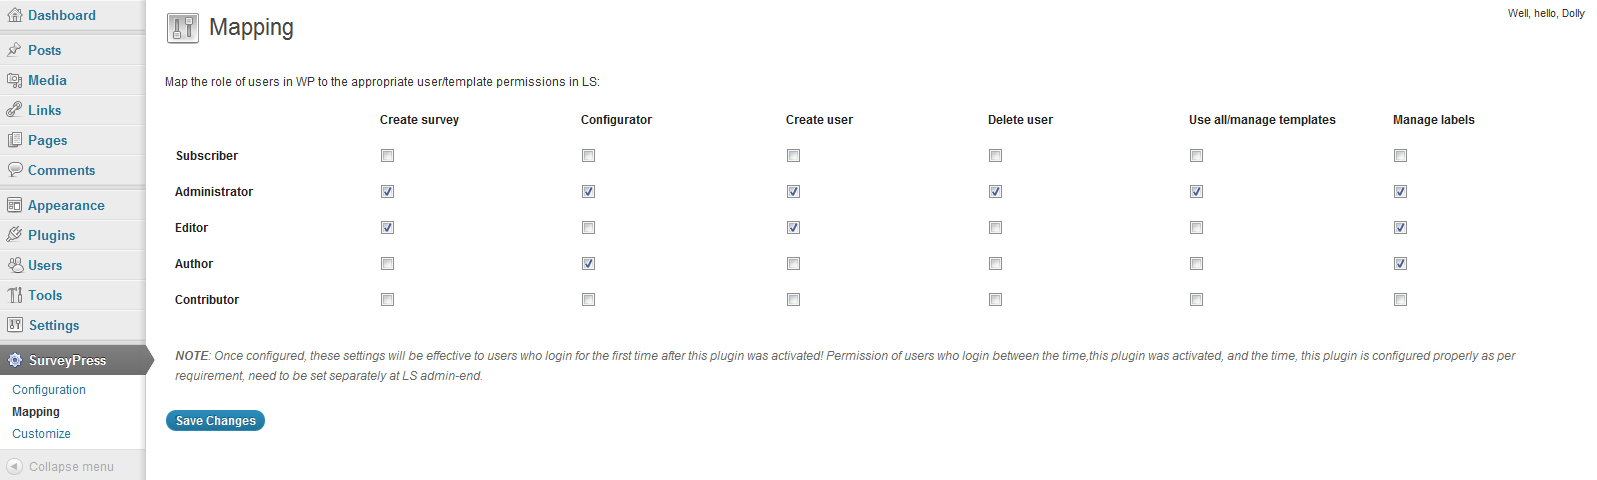 Dashboard
Posts
Media
Links
Pages
Comments
Appearance
Plugins
Users
Tools
Settings
SurveyPress
Configuration
Mapping
Customize
Collapse menu
Well, hello, Dolly
Mapping
Map the role of users in WP to the appropriate user/template permissions in LS:
Create survey Configurator Create user Delete user Use all/manage templates Manage labels
Subscriber
Administrator
Editor
Author
Contributor
NOTE: Once configured, these settings will be effective to users who login for the first time after this plugin was activated! Permission of users who login between the time,this plugin was activated, and the time, this plugin is configured properly as per
requirement, need to be set separately at LS admin-end.
Save Changes